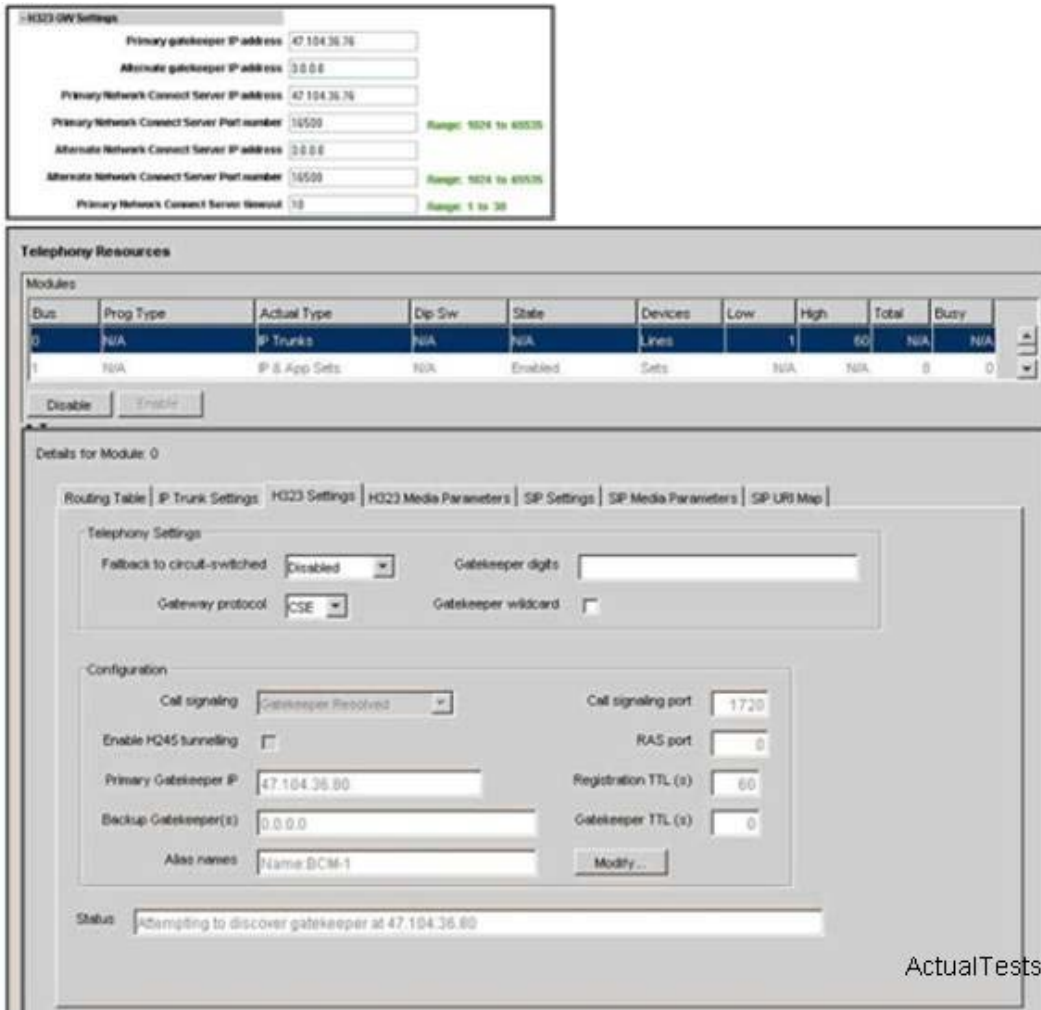 - H323 GW Settings
Primary gatekeeper IP address 47.104.36.76
Alternate gatekeeper IP address 0.0.0.0
Primary Network Connect Server IP address 47.104.36.76
Primary Network Connect Server Port number 16500 Range: 1024 to 65535
Alternate Network Connect Server IP address 0.0.0.0
Alternate Network Connect Server Port number 16500 Range: 1024 to 65535
Primary Network Connect Server timeout 10 Range: 1 to 30
Telephony Resources
Modules
Bus Prog Type Actual Type Dip Sw State Devices Low High Total Busy
0 N/A IP Trunks N/A N/A Lines 1 60 N/A N/A
1 N/A IP & App Sets N/A Enabled Sets N/A N/A 8 0
Disable Enable
Details for Module: 0
Routing Table IP Trunk Settings H323 Settings H323 Media Parameters SIP Settings SIP Media Parameters SIP URI Map
Telephony Settings
Fallback to circuit-switched Disabled Gatekeeper digits
Gateway protocol CSE Gatekeeper wildcard
Configuration
Call signaling Gatekeeper Resolved Call signaling port 1720
Enable H245 tunnelling RAS port 0
Primary Gatekeeper IP 47.104.36.80 Registration TTL (s) 60
Backup Gatekeeper(s) 0.0.0.0 Gatekeeper TTL (s) 0
Alias names Name:BCM-1 Modify...
Status Attempting to discover gatekeeper at 47.104.36.80
ActualTests